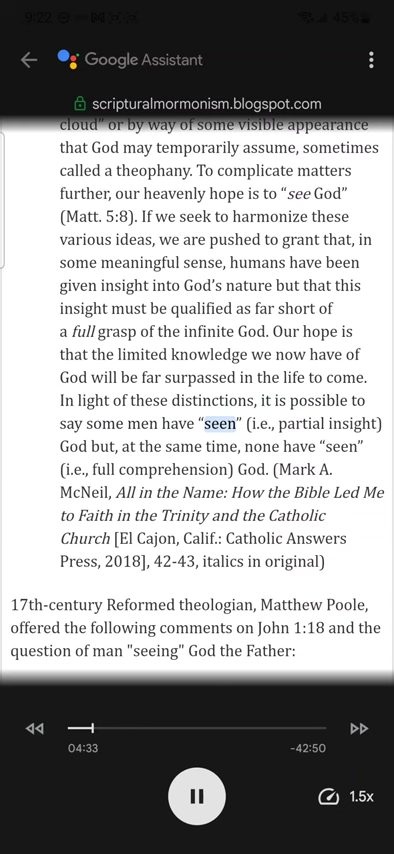 9:22
45%
Google Assistant
scripturalmormonism.blogspot.com
cloud” or by way of some visible appearance
that God may temporarily assume, sometimes
called a theophany. To complicate matters
further, our heavenly hope is to “see God”
(Matt. 5:8). If we seek to harmonize these
various ideas, we are pushed to grant that, in
some meaningful sense, humans have been
given insight into God’s nature but that this
insight must be qualified as far short of
a full grasp of the infinite God. Our hope is
that the limited knowledge we now have of
God will be far surpassed in the life to come.
In light of these distinctions, it is possible to
say some men have “seen” (i.e., partial insight)
God but, at the same time, none have “seen”
(i.e., full comprehension) God. (Mark A.
McNeil, All in the Name: How the Bible Led Me
to Faith in the Trinity and the Catholic
Church [El Cajon, Calif.: Catholic Answers
Press, 2018], 42-43, italics in original)
17th-century Reformed theologian, Matthew Poole,
offered the following comments on John 1:18 and the
question of man "seeing" God the Father:
04:33
-42:50
1.5x